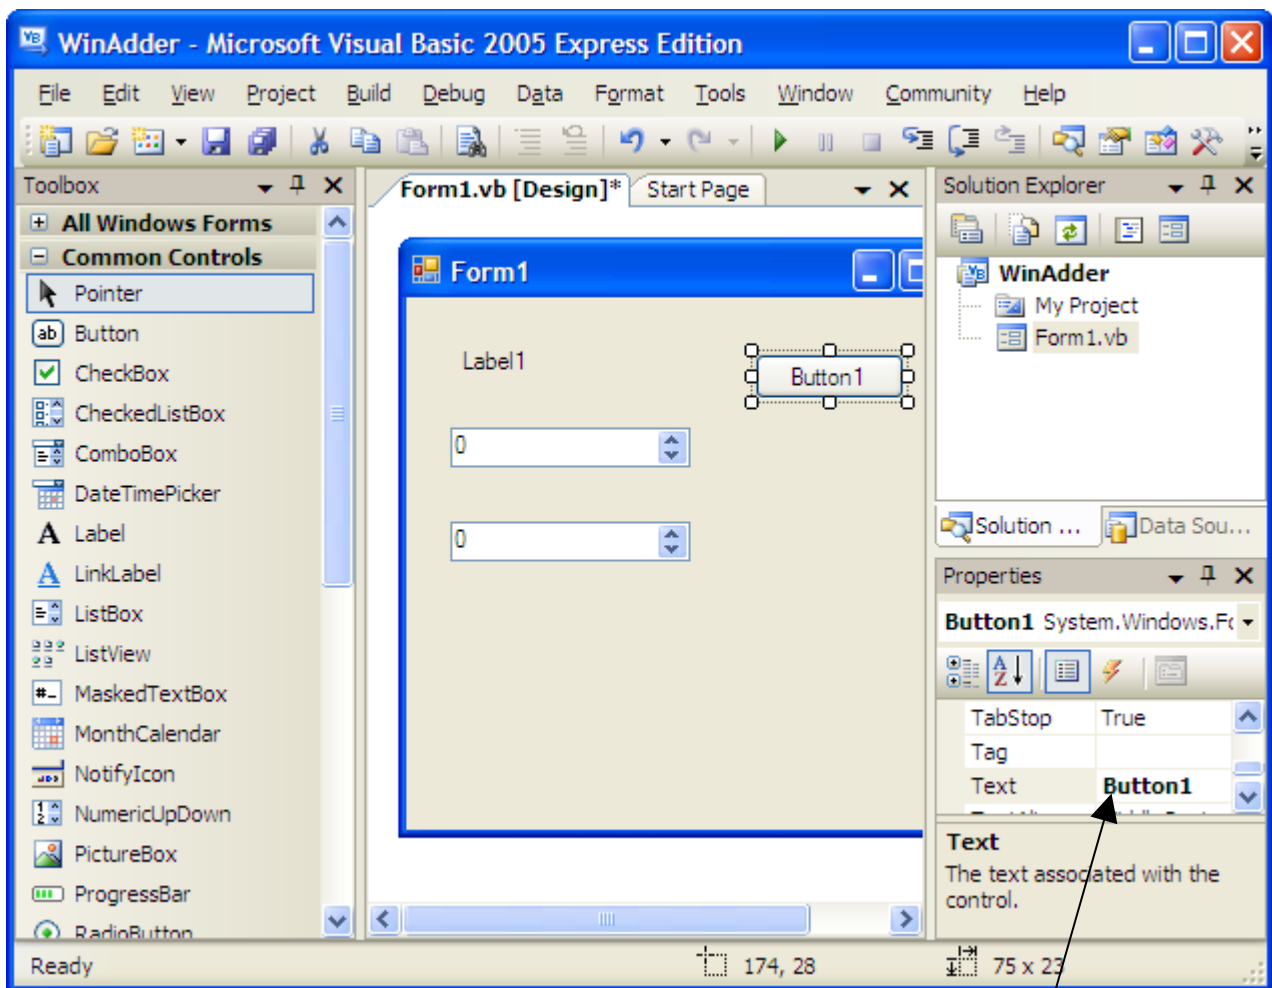 WinAdder - Microsoft Visual Basic 2005 Express Edition
File Edit View Project Build Debug Data Format Tools Window Community Help
Toolbox
All Windows Forms
Common Controls
Pointer
Button
CheckBox
CheckedListBox
ComboBox
DateTimePicker
Label
LinkLabel
ListBox
ListView
MaskedTextBox
MonthCalendar
NotifyIcon
NumericUpDown
PictureBox
ProgressBar
RadioButton
Form1.vb [Design]* Start Page
Form1
Label1
Button1
0
0
Solution Explorer
WinAdder
My Project
Form1.vb
Solution ... Data Sou...
Properties
Button1 System.Windows.Fo
TabStop True
Tag
Text Button1
Text
The text associated with the
control.
Ready 174, 28 75 x 23